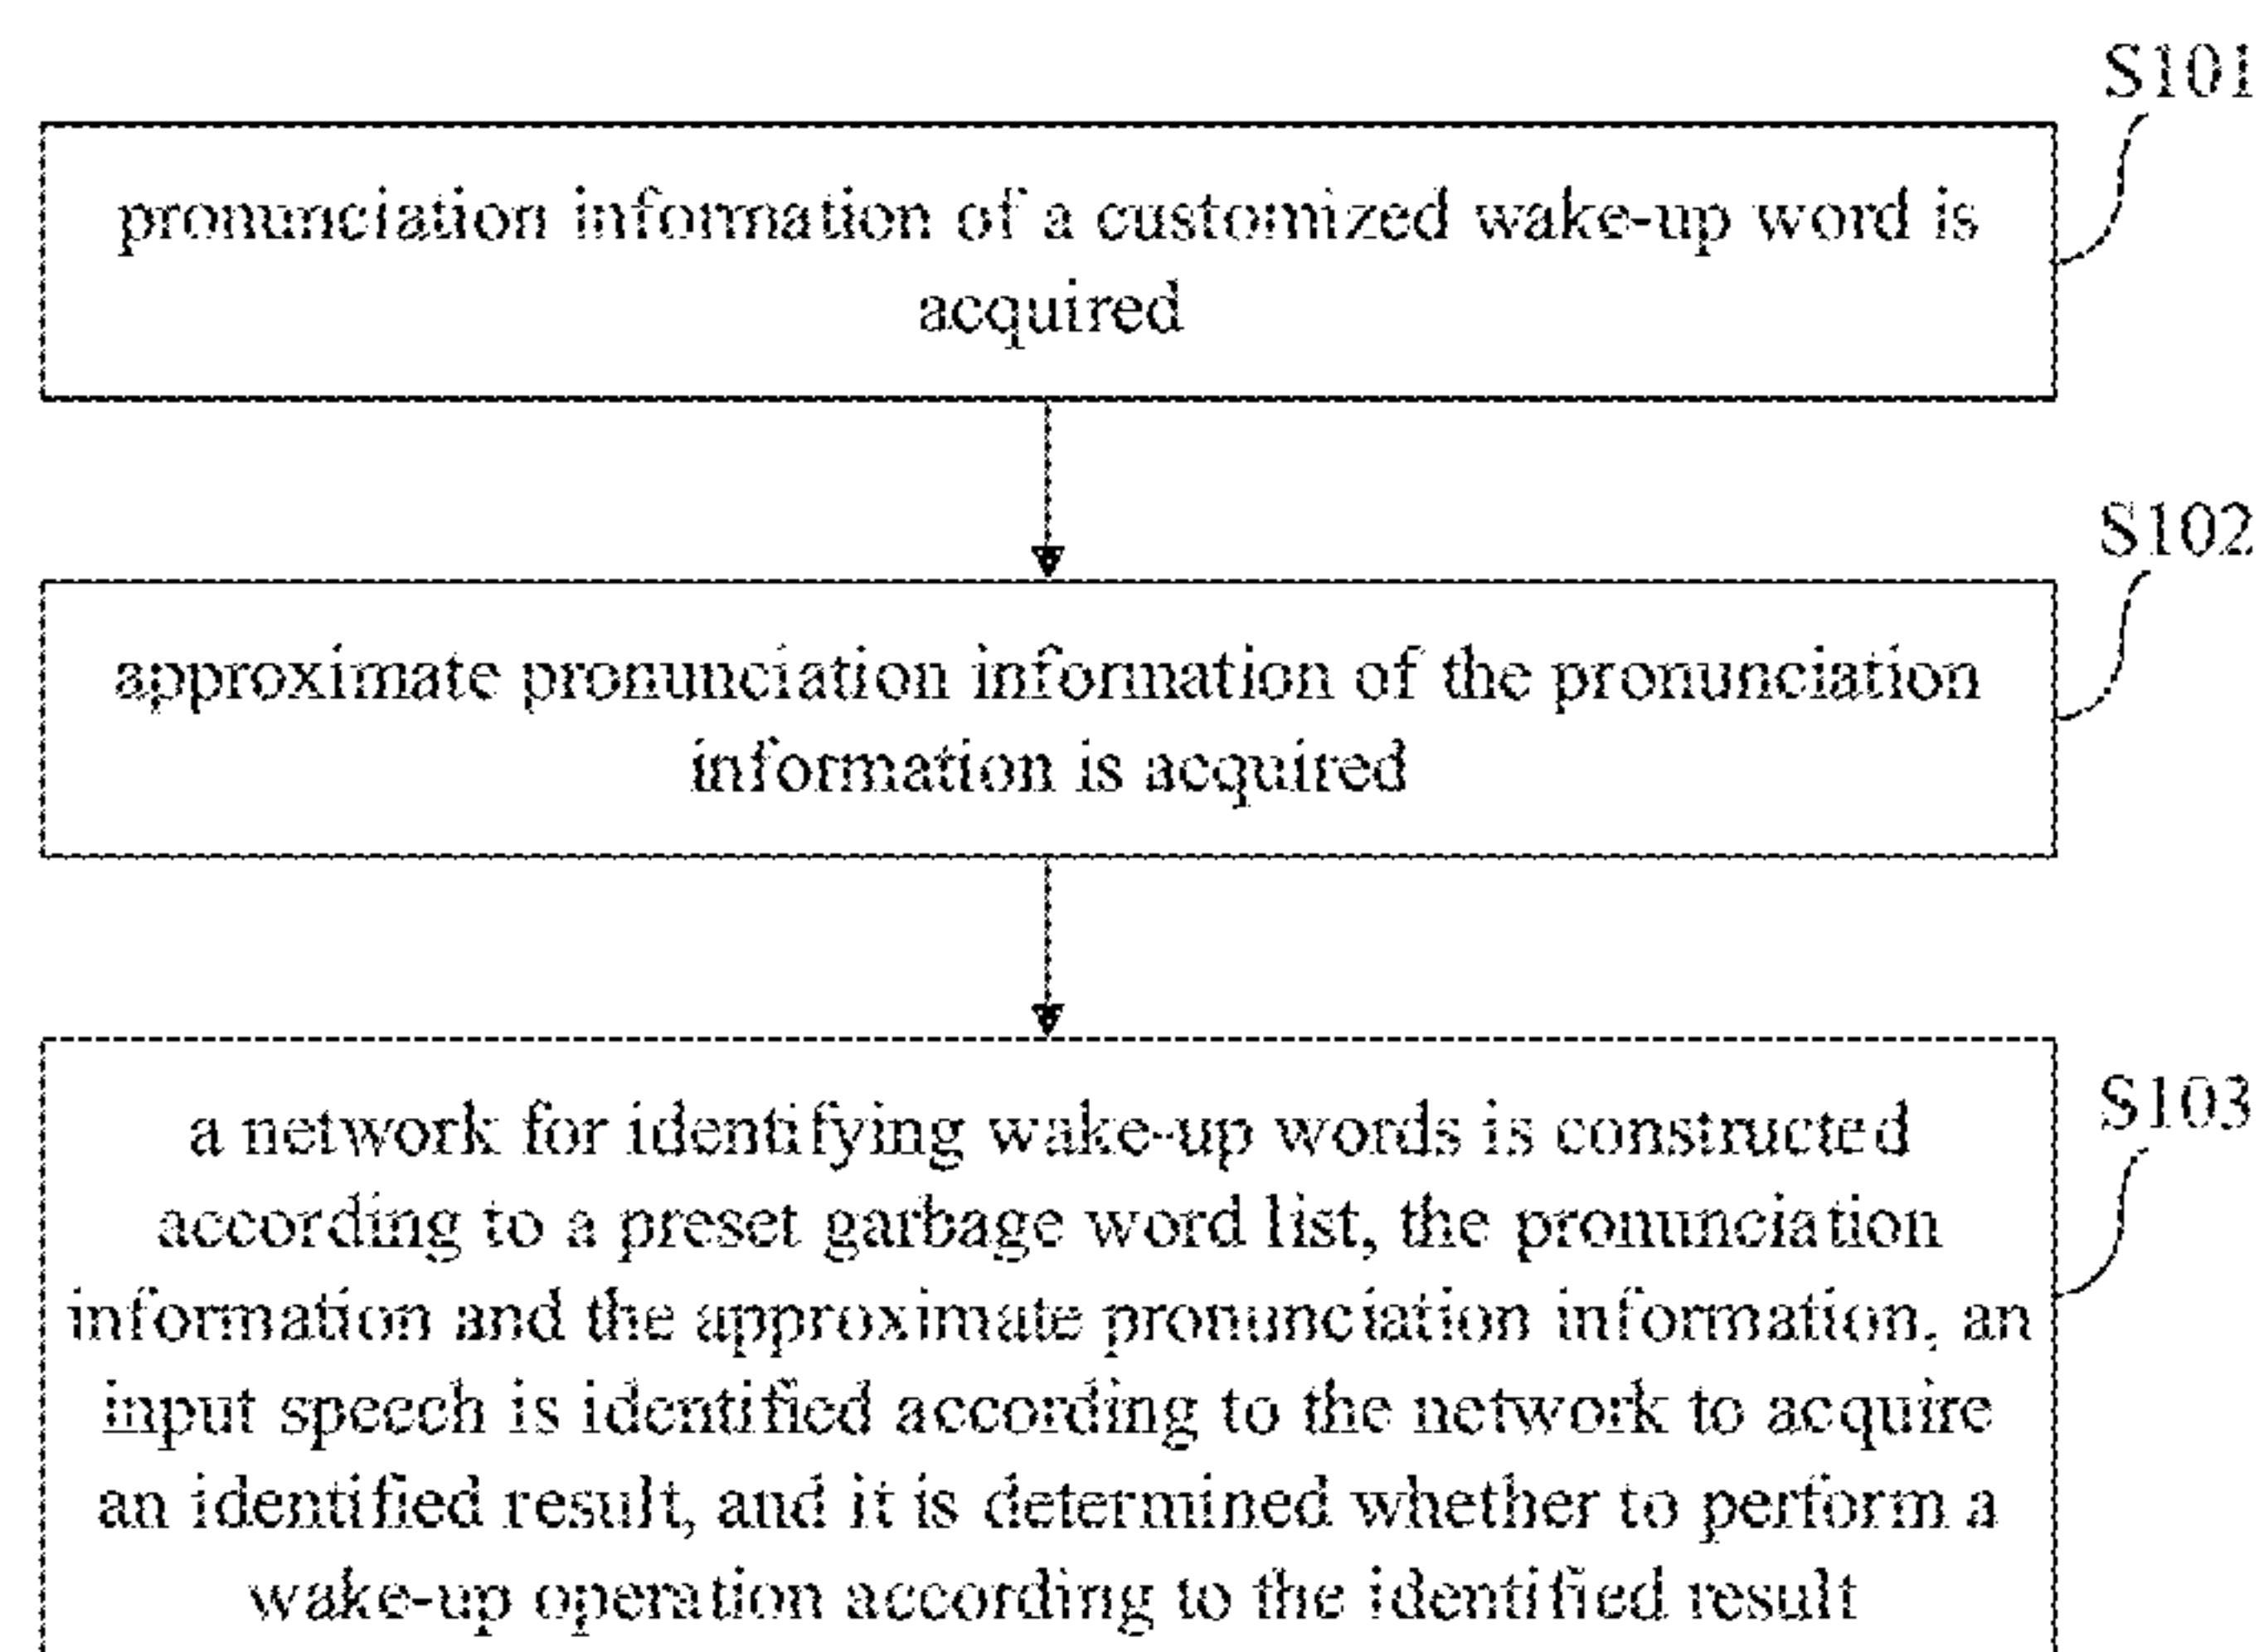 S101
pronunciation information of a customized wake-up word is
acquired
S102
approximate pronunciation information of the pronunciation
information is acquired
S103
a network for identifying wake-up words is constructed
according to a preset garbage word list, the pronunciation
information and the approximate pronunciation information, an
input speech is identified according to the network to acquire
an identified result, and it is determined whether to perform a
wake-up operation according to the identified result